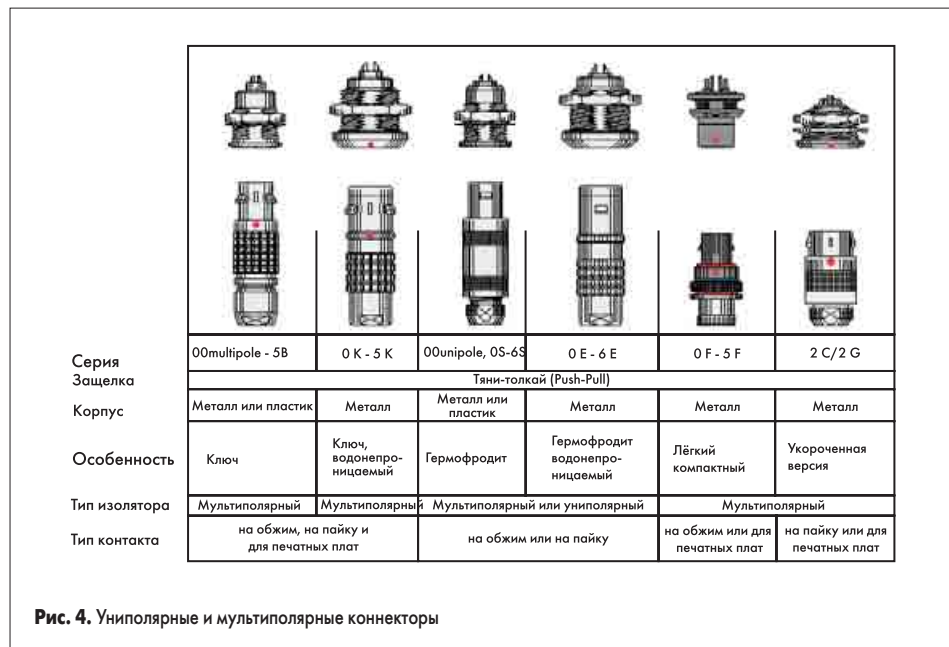 Серия
00multipole - 5B
0 K - 5 K
00unipole, 0S-6S
0 E - 6 E
0 F - 5 F
2 C/2 G
Защелка
Тяни-толкай (Push-Pull)
Корпус
Металл или пластик
Металл
Металл или
пластик
Металл
Металл
Металл
Особенность
Ключ
Ключ,
водонепро-
ницаемый
Гермофродит
Гермофродит
водонепро-
ницаемый
Лёгкий
компактный
Укороченная
версия
Тип изолятора
Мультиполярный
Мультиполярный
Мультиполярный или униполярный
Мультиполярный
Тип контакта
на обжим, на пайку и
для печатных плат
на обжим или на пайку
на обжим или для
печатных плат
на пайку или для
печатных плат
Рис. 4. Униполярные и мультиполярные коннекторы